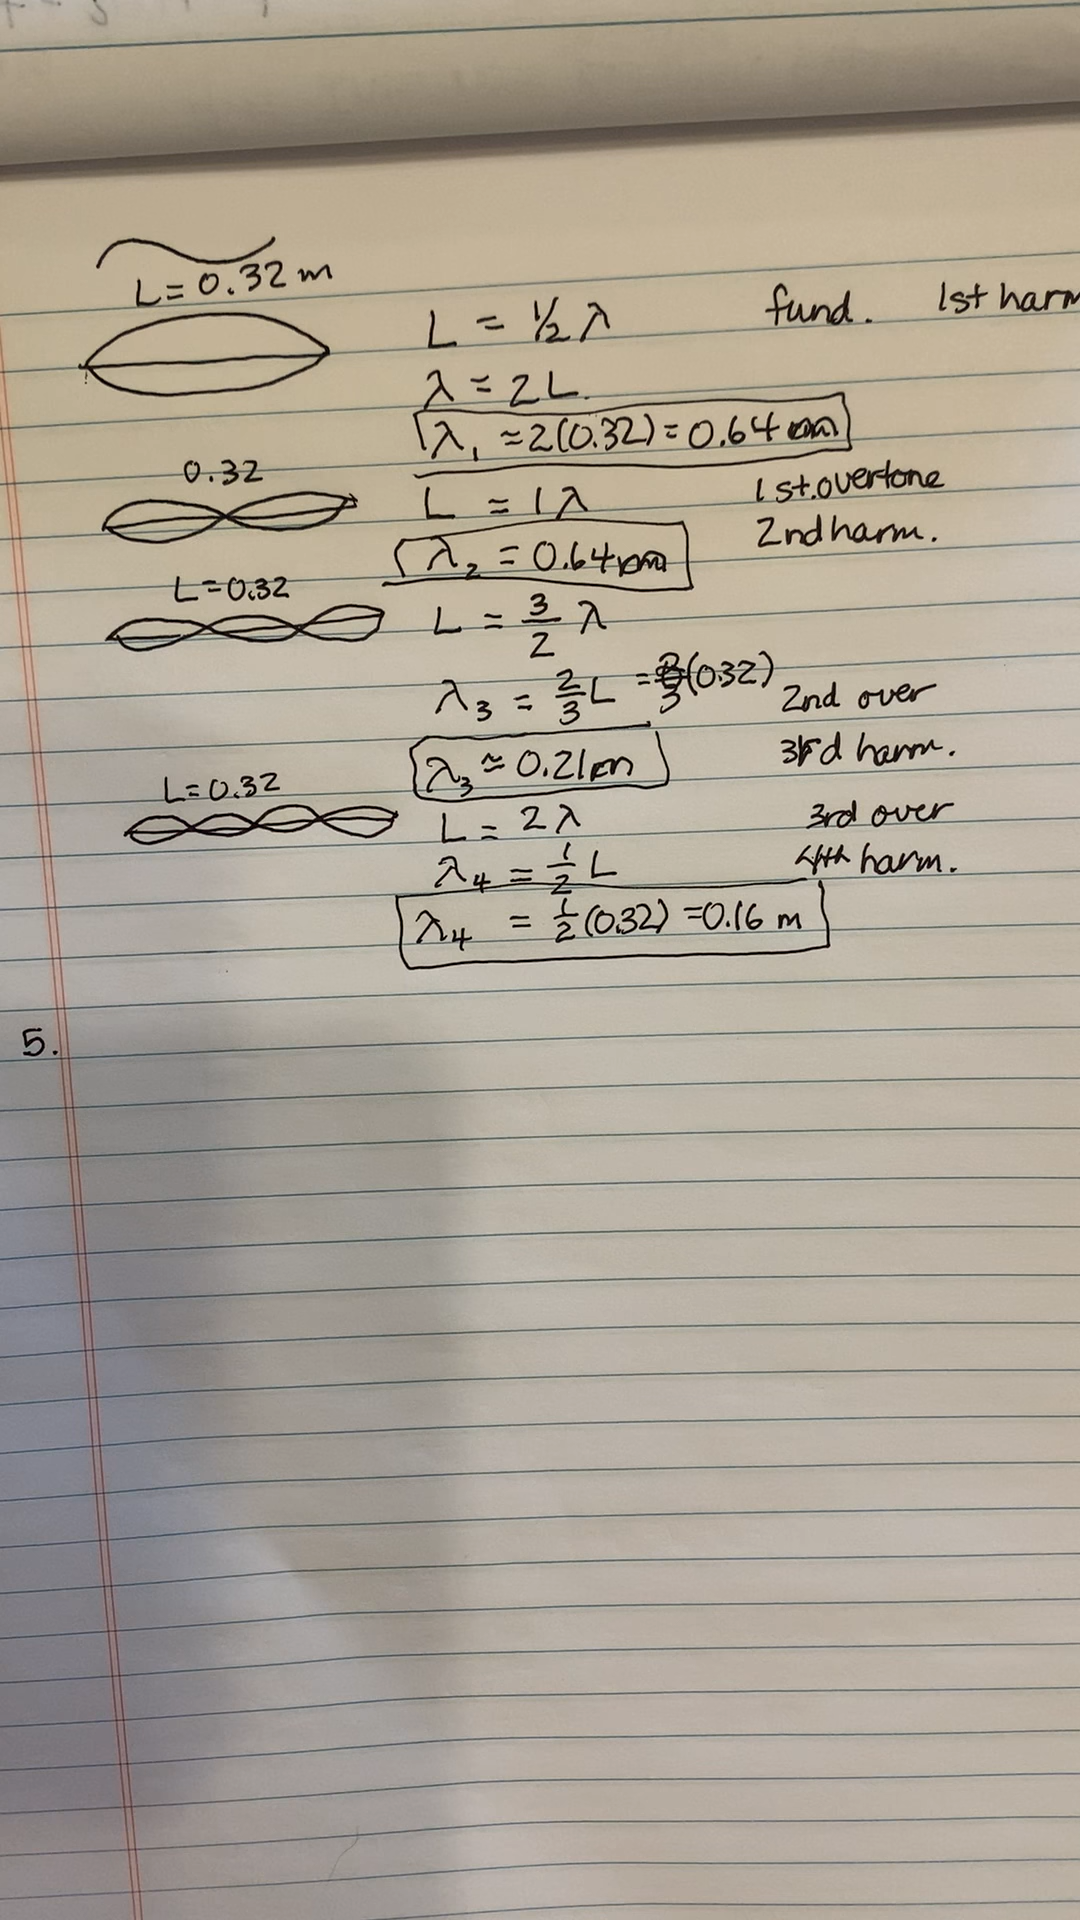 L = 0.32 m
L = ½ λ fund. 1st harm
λ = 2L.
λ₁ ≈ 2(0.32) = 0.64 m
0.32
L = 1λ 1st.overtone
λ₂ = 0.64 m 2nd harm.
L=0.32
L = 3/2 λ
λ₃ = 2/3 L = 2/3(0.32) 2nd over
λ₃ ≈ 0.21 m 3rd harm.
L=0.32
L = 2λ 3rd over
λ₄ = 1/2 L 4th harm.
λ₄ = 1/2 (0.32) = 0.16 m
5.